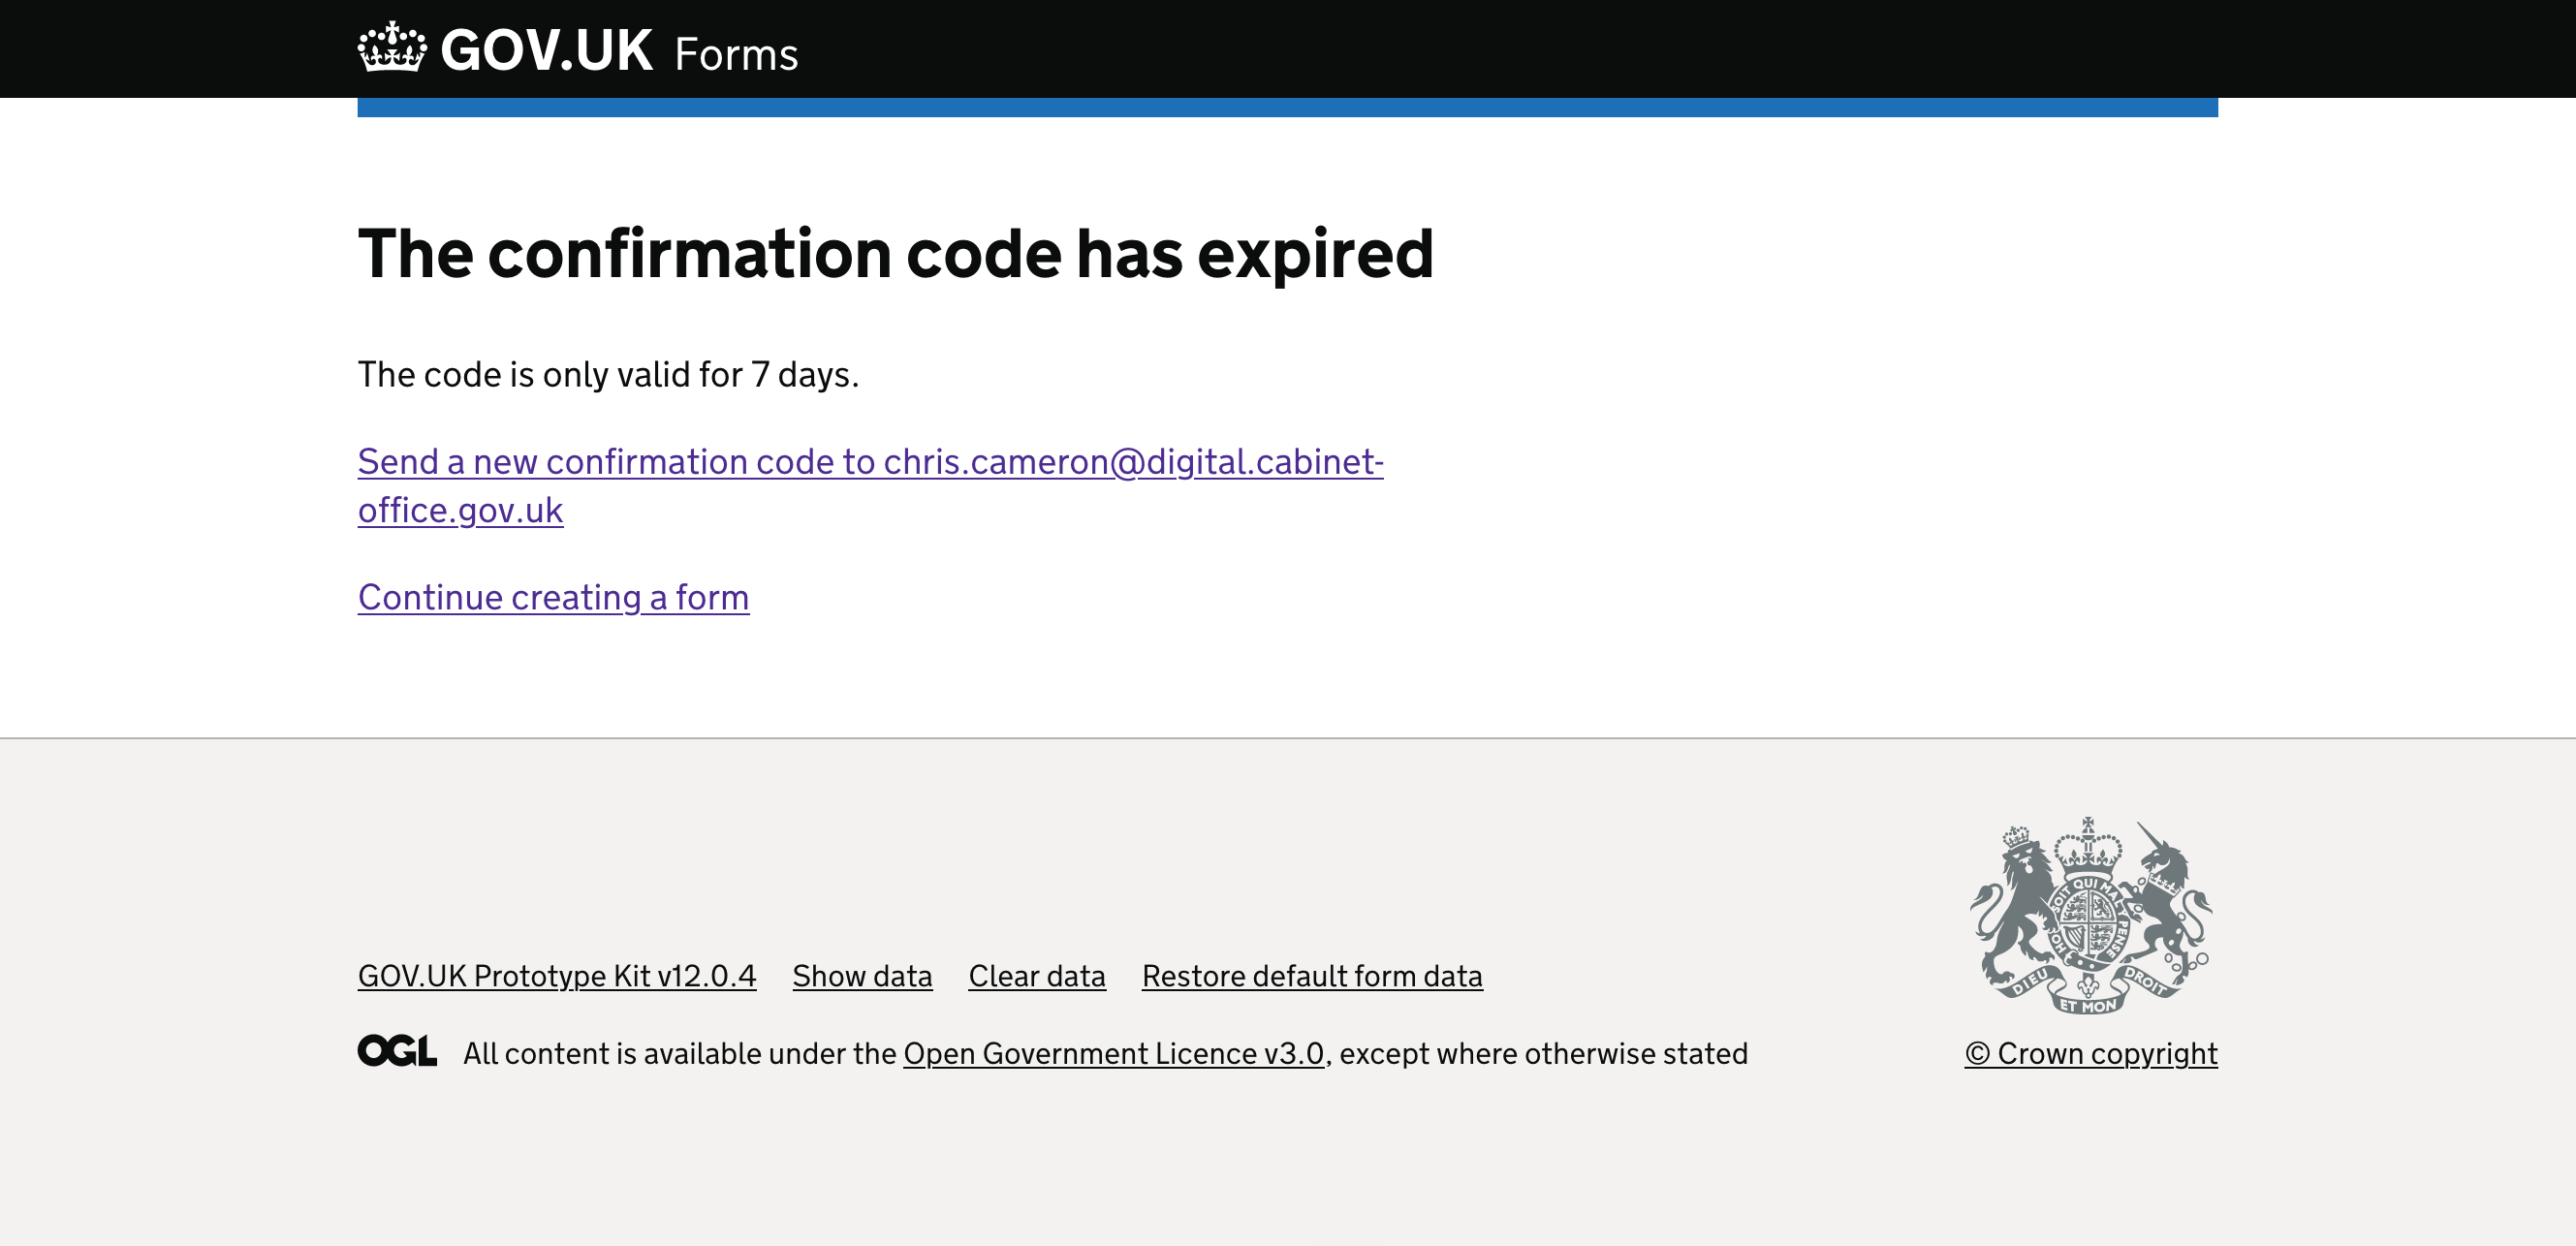 GOV.UK Forms
The confirmation code has expired
The code is only valid for 7 days.
Send a new confirmation code to chris.cameron@digital.cabinet-
office.gov.uk
Continue creating a form
GOV.UK Prototype Kit v12.0.4 Show data Clear data Restore default form data
OGL All content is available under the Open Government Licence v3.0, except where otherwise stated
SOIT QUI MAL
PENSE
HO
DIEU ET MON DROIT
© Crown copyright